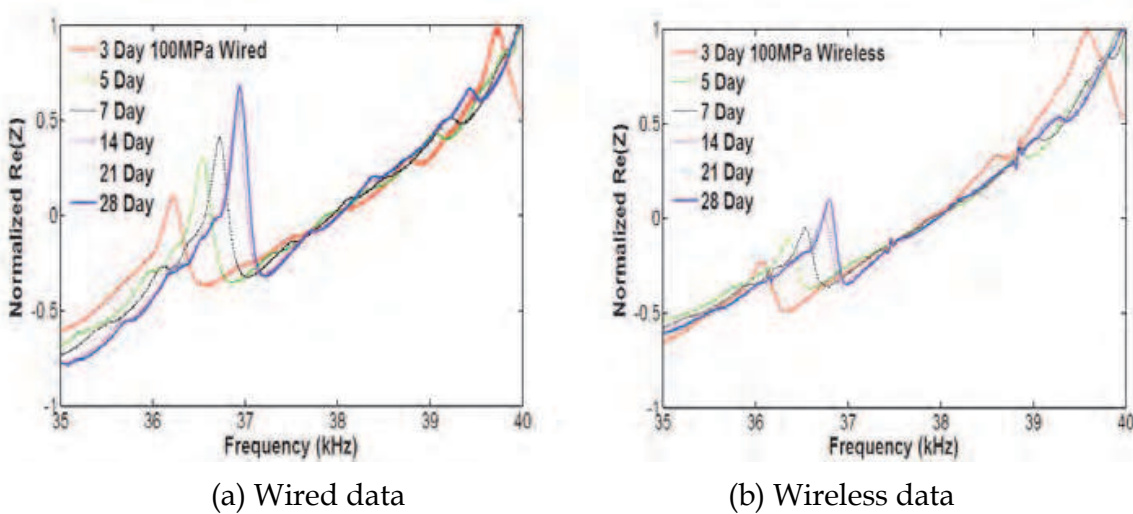 1
3 Day 100MPa Wired
5 Day
7 Day
0.5
14 Day
21 Day
28 Day
0
-0.5
-1
35 36 37 38 39 40
Normalized Re(Z)
Frequency (kHz)
(a) Wired data
1
3 Day 100MPa Wireless
5 Day
7 Day
0.5
14 Day
21 Day
28 Day
0
-0.5
-1
35 36 37 38 39 40
Normalized Re(Z)
Frequency (kHz)
(b) Wireless data